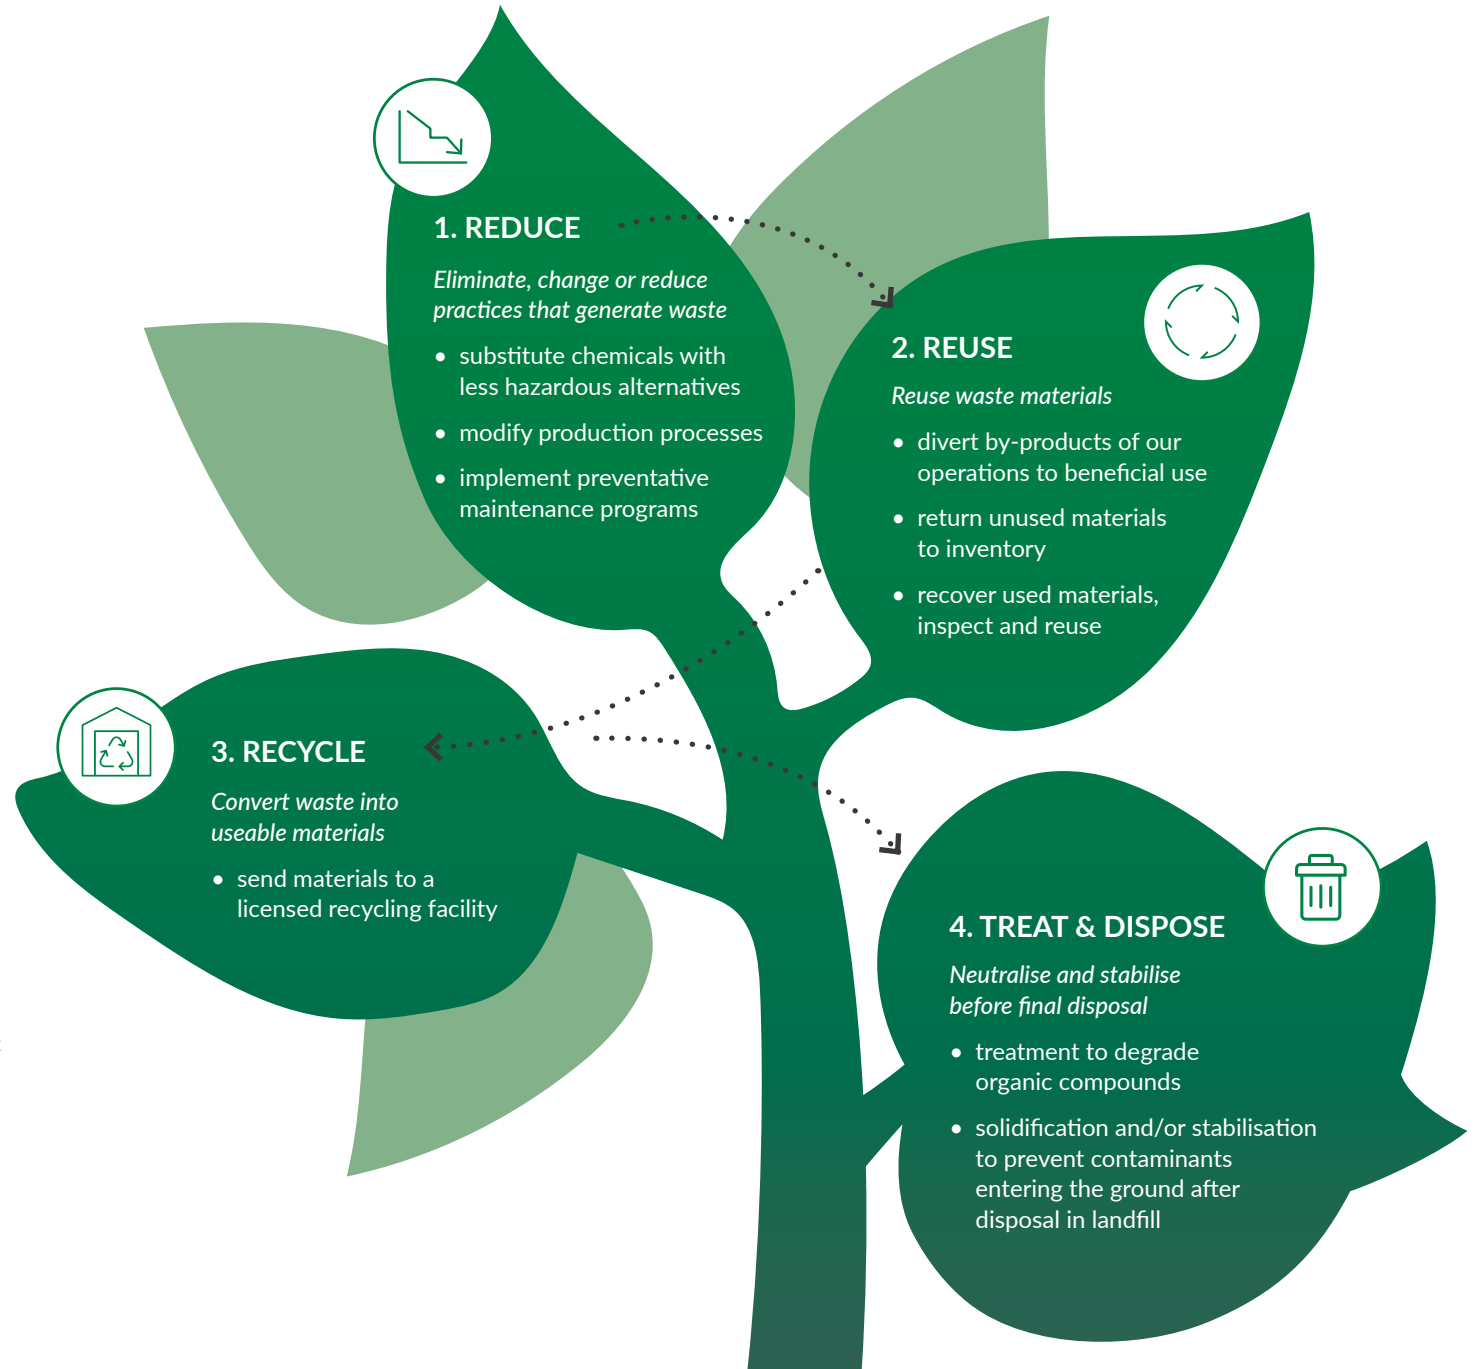 1. REDUCE
Eliminate, change or reduce
practices that generate waste
• substitute chemicals with
less hazardous alternatives
• modify production processes
• implement preventative
maintenance programs
2. REUSE
Reuse waste materials
• divert by-products of our
operations to beneficial use
• return unused materials
to inventory
• recover used materials,
inspect and reuse
3. RECYCLE
Convert waste into
useable materials
• send materials to a
licensed recycling facility
4. TREAT & DISPOSE
Neutralise and stabilise
before final disposal
• treatment to degrade
organic compounds
• solidification and/or stabilisation
to prevent contaminants
entering the ground after
disposal in landfill